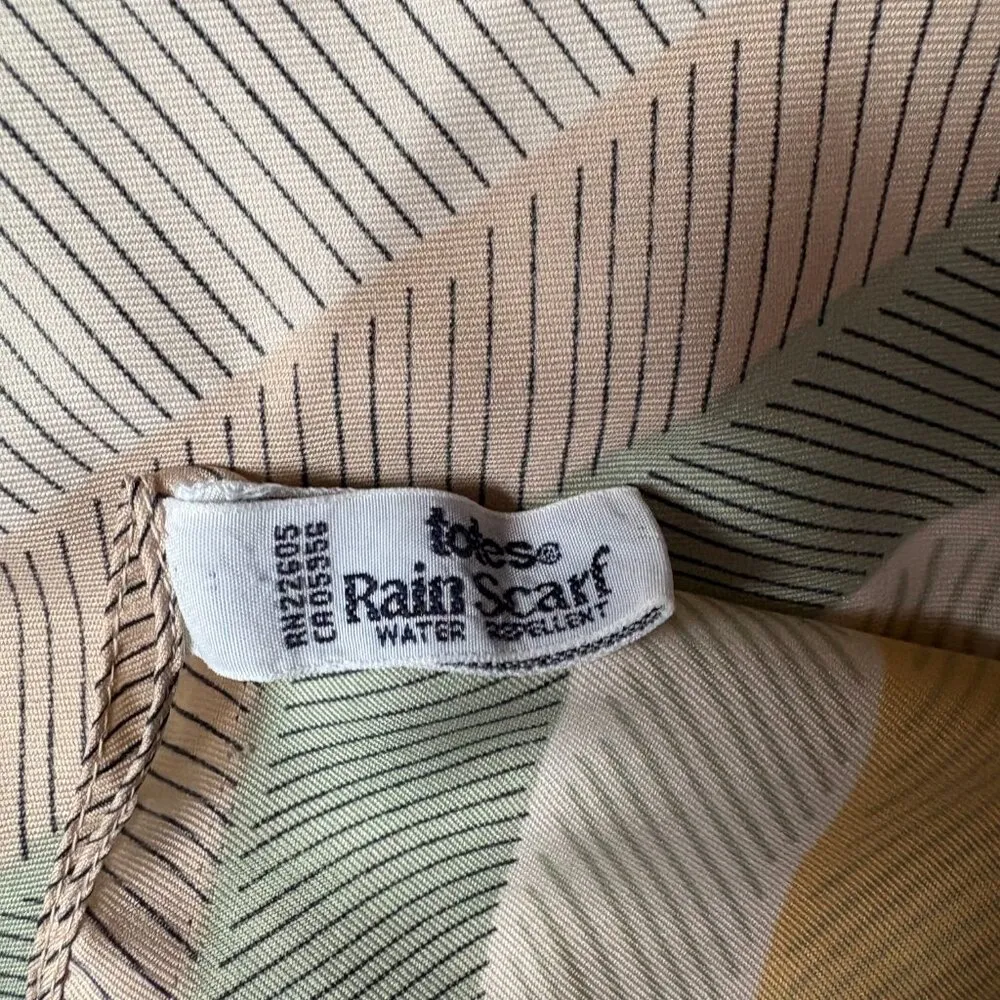 totes®
Rain Scarf
WATER REPELLENT
RN22605
CA05956